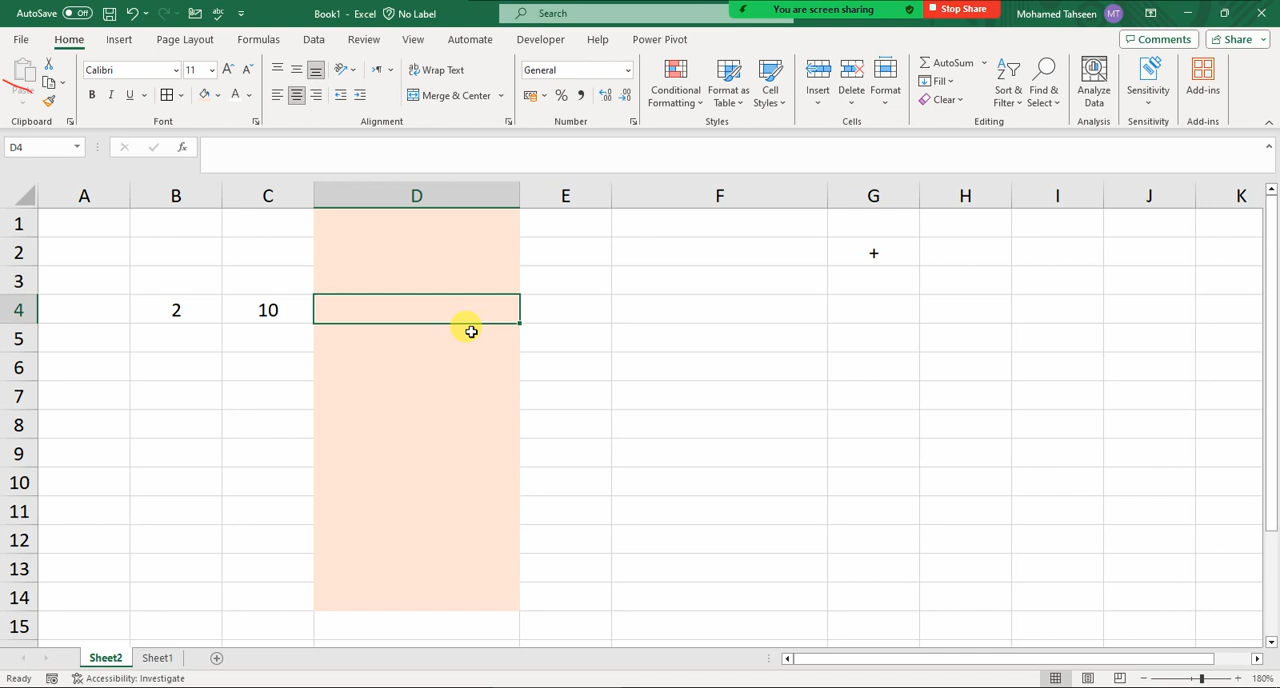 AutoSave Off Book1 - Excel No Label Search You are screen sharing Stop Share Mohamed Tahseen MT
File Home Insert Page Layout Formulas Data Review View Automate Developer Help Power Pivot Comments Share
Paste Calibri 11 Wrap Text General Conditional Formatting Format as Table Cell Styles Insert Delete Format AutoSum Fill Clear Sort & Filter Find & Select Analyze Data Sensitivity Add-ins
B I U A Merge & Center % 9
Clipboard Font Alignment Number Styles Cells Editing Analysis Sensitivity Add-ins
D4 fx
A B C D E F G H I J K
1
2 +
3
4 2 10
5
6
7
8
9
10
11
12
13
14
15
Sheet2 Sheet1
Ready Accessibility: Investigate 180%